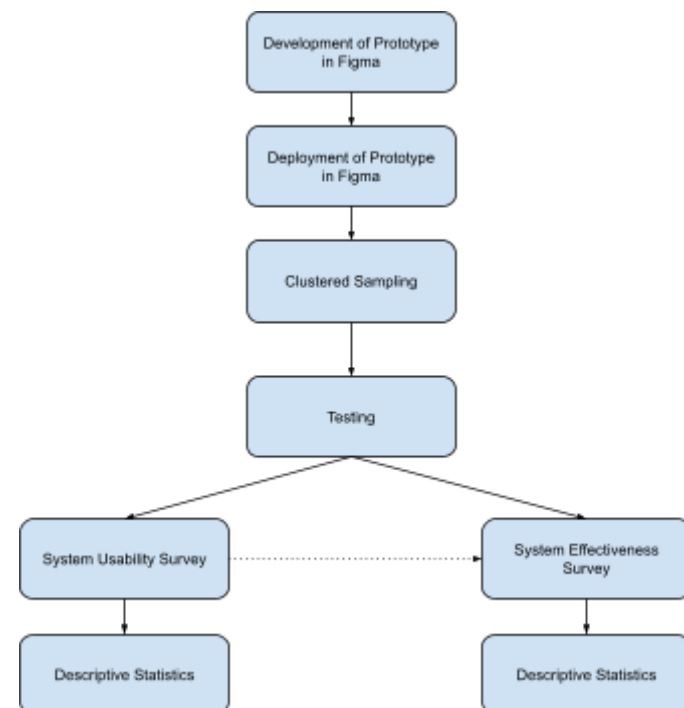 Development of Prototype
in Figma
Deployment of Prototype
in Figma
Clustered Sampling
Testing
System Usability Survey
System Effectiveness
Survey
Descriptive Statistics
Descriptive Statistics